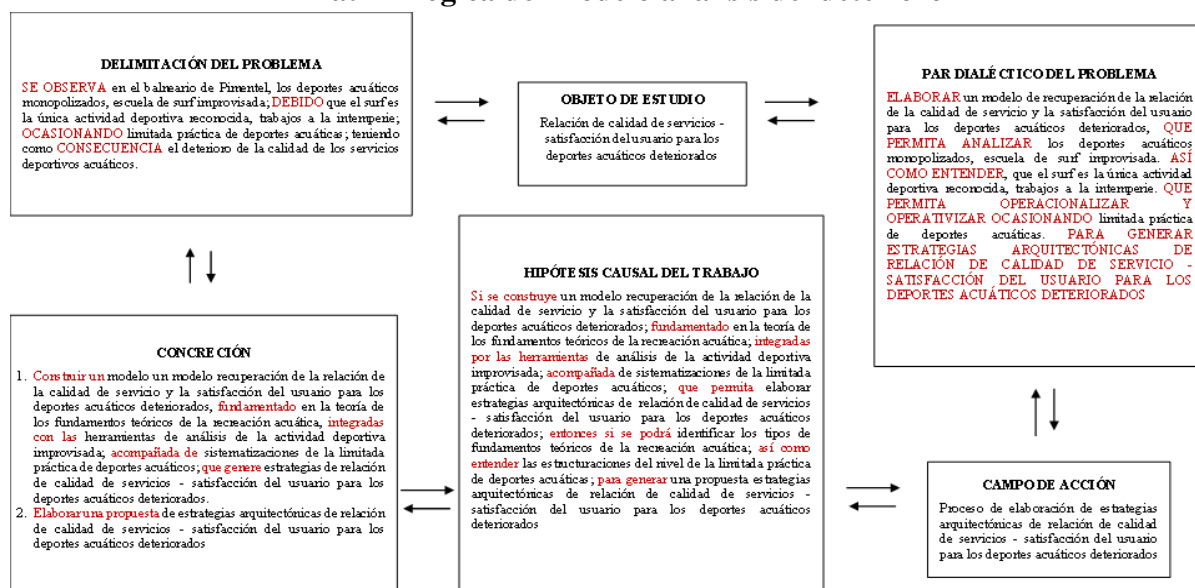 DELIMITACIÓN DEL PROBLEMA
SE OBSERVA en el balneario de Pimentel, los deportes acuáticos
monopolizados, escuela de surf improvisada; DEBIDO que el surf es
la única actividad deportiva reconocida, trabajos a la intemperie;
OCASIONANDO limitada práctica de deportes acuáticas; teniendo
como CONSECUENCIA el deterioro de la calidad de los servicios
deportivos acuáticos.
OBJETO DE ESTUDIO
Relación de calidad de servicios -
satisfacción del usuario para los
deportes acuáticos deteriorados
PAR DIALÉCTICO DEL PROBLEMA
ELABORAR un modelo de recuperación de la relación
de la calidad de servicio y la satisfacción del usuario
para los deportes acuáticos deteriorados, QUE
PERMITA ANALIZAR los deportes acuáticos
monopolizados, escuela de surf improvisada. ASÍ
COMO ENTENDER, que el surf es la única actividad
deportiva reconocida, trabajos a la intemperie. QUE
PERMITA OPERACIONALIZAR Y
OPERATIVIZAR OCASIONANDO limitada práctica
de deportes acuáticas. PARA GENERAR
ESTRATEGIAS ARQUITECTÓNICAS DE
RELACIÓN DE CALIDAD DE SERVICIO -
SATISFACCIÓN DEL USUARIO PARA LOS
DEPORTES ACUÁTICOS DETERIORADOS
CONCRECIÓN
1. Construir un modelo un modelo recuperación de la relación de
la calidad de servicio y la satisfacción del usuario para los
deportes acuáticos deteriorados, fundamentado en la teoría de
los fundamentos teóricos de la recreación acuática, integradas
con las herramientas de análisis de la actividad deportiva
improvisada; acompañada de sistematizaciones de la limitada
práctica de deportes acuáticos; que genere estrategias de relación
de calidad de servicios - satisfacción del usuario para los
deportes acuáticos deteriorados.
2. Elaborar una propuesta de estrategias arquitectónicas de relación
de calidad de servicios - satisfacción del usuario para los
deportes acuáticos deteriorados
HIPÓTESIS CAUSAL DEL TRABAJO
Si se construye un modelo recuperación de la relación de la
calidad de servicio y la satisfacción del usuario para los
deportes acuáticos deteriorados; fundamentado en la teoría de
los fundamentos teóricos de la recreación acuática; integradas
por las herramientas de análisis de la actividad deportiva
improvisada; acompañada de sistematizaciones de la limitada
práctica de deportes acuáticos; que permita elaborar
estrategias arquitectónicas de relación de calidad de servicios
- satisfacción del usuario para los deportes acuáticos
deteriorados; entonces si se podrá identificar los tipos de
fundamentos teóricos de la recreación acuática; así como
entender las estructuraciones del nivel de la limitada práctica
de deportes acuáticas; para generar una propuesta estrategias
arquitectónicas de relación de calidad de servicios -
satisfacción del usuario para los deportes acuáticos
deteriorados
CAMPO DE ACCIÓN
Proceso de elaboración de estrategias
arquitectónicas de relación de calidad
de servicios - satisfacción del usuario
para los deportes acuáticos deteriorados